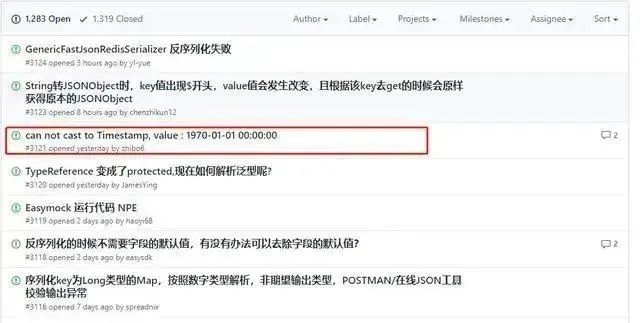 1,283 Open 1,319 Closed Author Label Projects Milestones Assignee Sort
GenericFastJsonRedisSerializer 反序列化失败
#3124 opened 3 hours ago by yl-yue
String转JSONObject时，key值出现$开头，value值会发生改变，且根据该key去get的时候会原样
获得原本的JSONObject
#3123 opened 8 hours ago by chenzhikun12
can not cast to Timestamp, value : 1970-01-01 00:00:00 2
#3121 opened yesterday by zhibo6
TypeReference 变成了protected,现在如何解析泛型呢?
#3120 opened yesterday by JamesYing
Easymock 运行代码 NPE
#3119 opened 2 days ago by haoyi68
反序列化的时候不需要字段的默认值，有没有办法可以去除字段的默认值? 2
#3118 opened 2 days ago by easysdk
序列化key为Long类型的Map，按照数字类型解析，非期望输出类型，POSTMAN/在线JSON工具
校验输出异常
#3116 opened 7 days ago by spreadnix